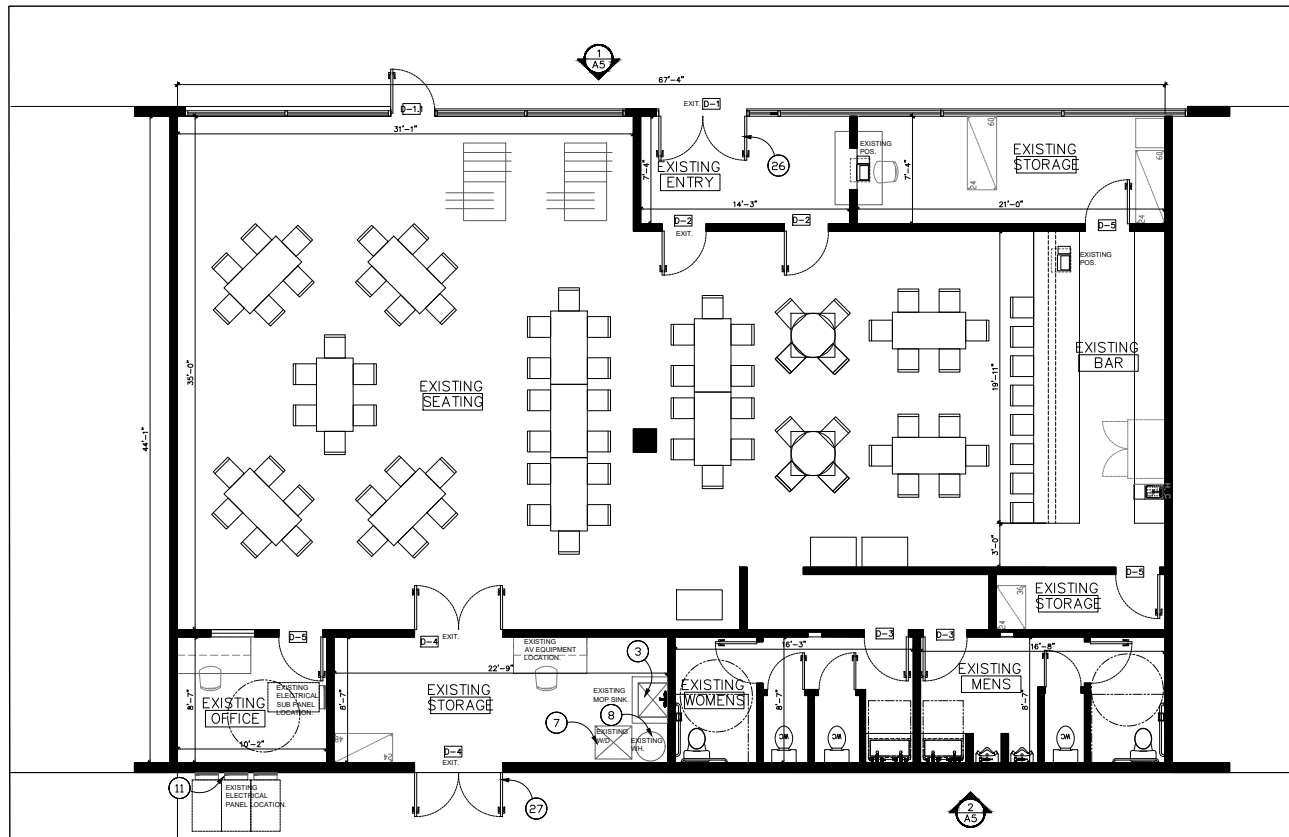 1
A5
67'-4"
D-1.1
EXIT.
D-1
31'-1"
26
EXISTING
ENTRY
7'-4"
14'-3"
EXISTING
POS.
7'-4"
EXISTING
STORAGE
60
24
60
24
21'-0"
D-2
EXIT.
D-2
D-5
EXISTING
POS.
EXISTING
BAR
19'-11"
35'-0"
44'-1"
EXISTING
SEATING
H.C
3'-0"
D-5
36
24
EXISTING
STORAGE
D-5
D-4
EXIT.
EXISTING
AV EQUIPMENT
LOCATION.
3
D-3
D-3
16'-3"
16'-8"
22'-9"
8'-7"
EXISTING
ELECTRICAL
SUB PANEL
LOCATION.
EXISTING
OFFICE
10'-2"
8'-7"
EXISTING
STORAGE
48
24
EXISTING
MOP SINK.
7
8
EXISTING
W/D
EXISTING
WH.
EXISTING
WOMENS
8'-7"
WC
WC
EXISTING
MENS
8'-7"
WC
D-4
EXIT.
11
EXISTING
ELECTRICAL
PANEL LOCATION.
27
2
A5